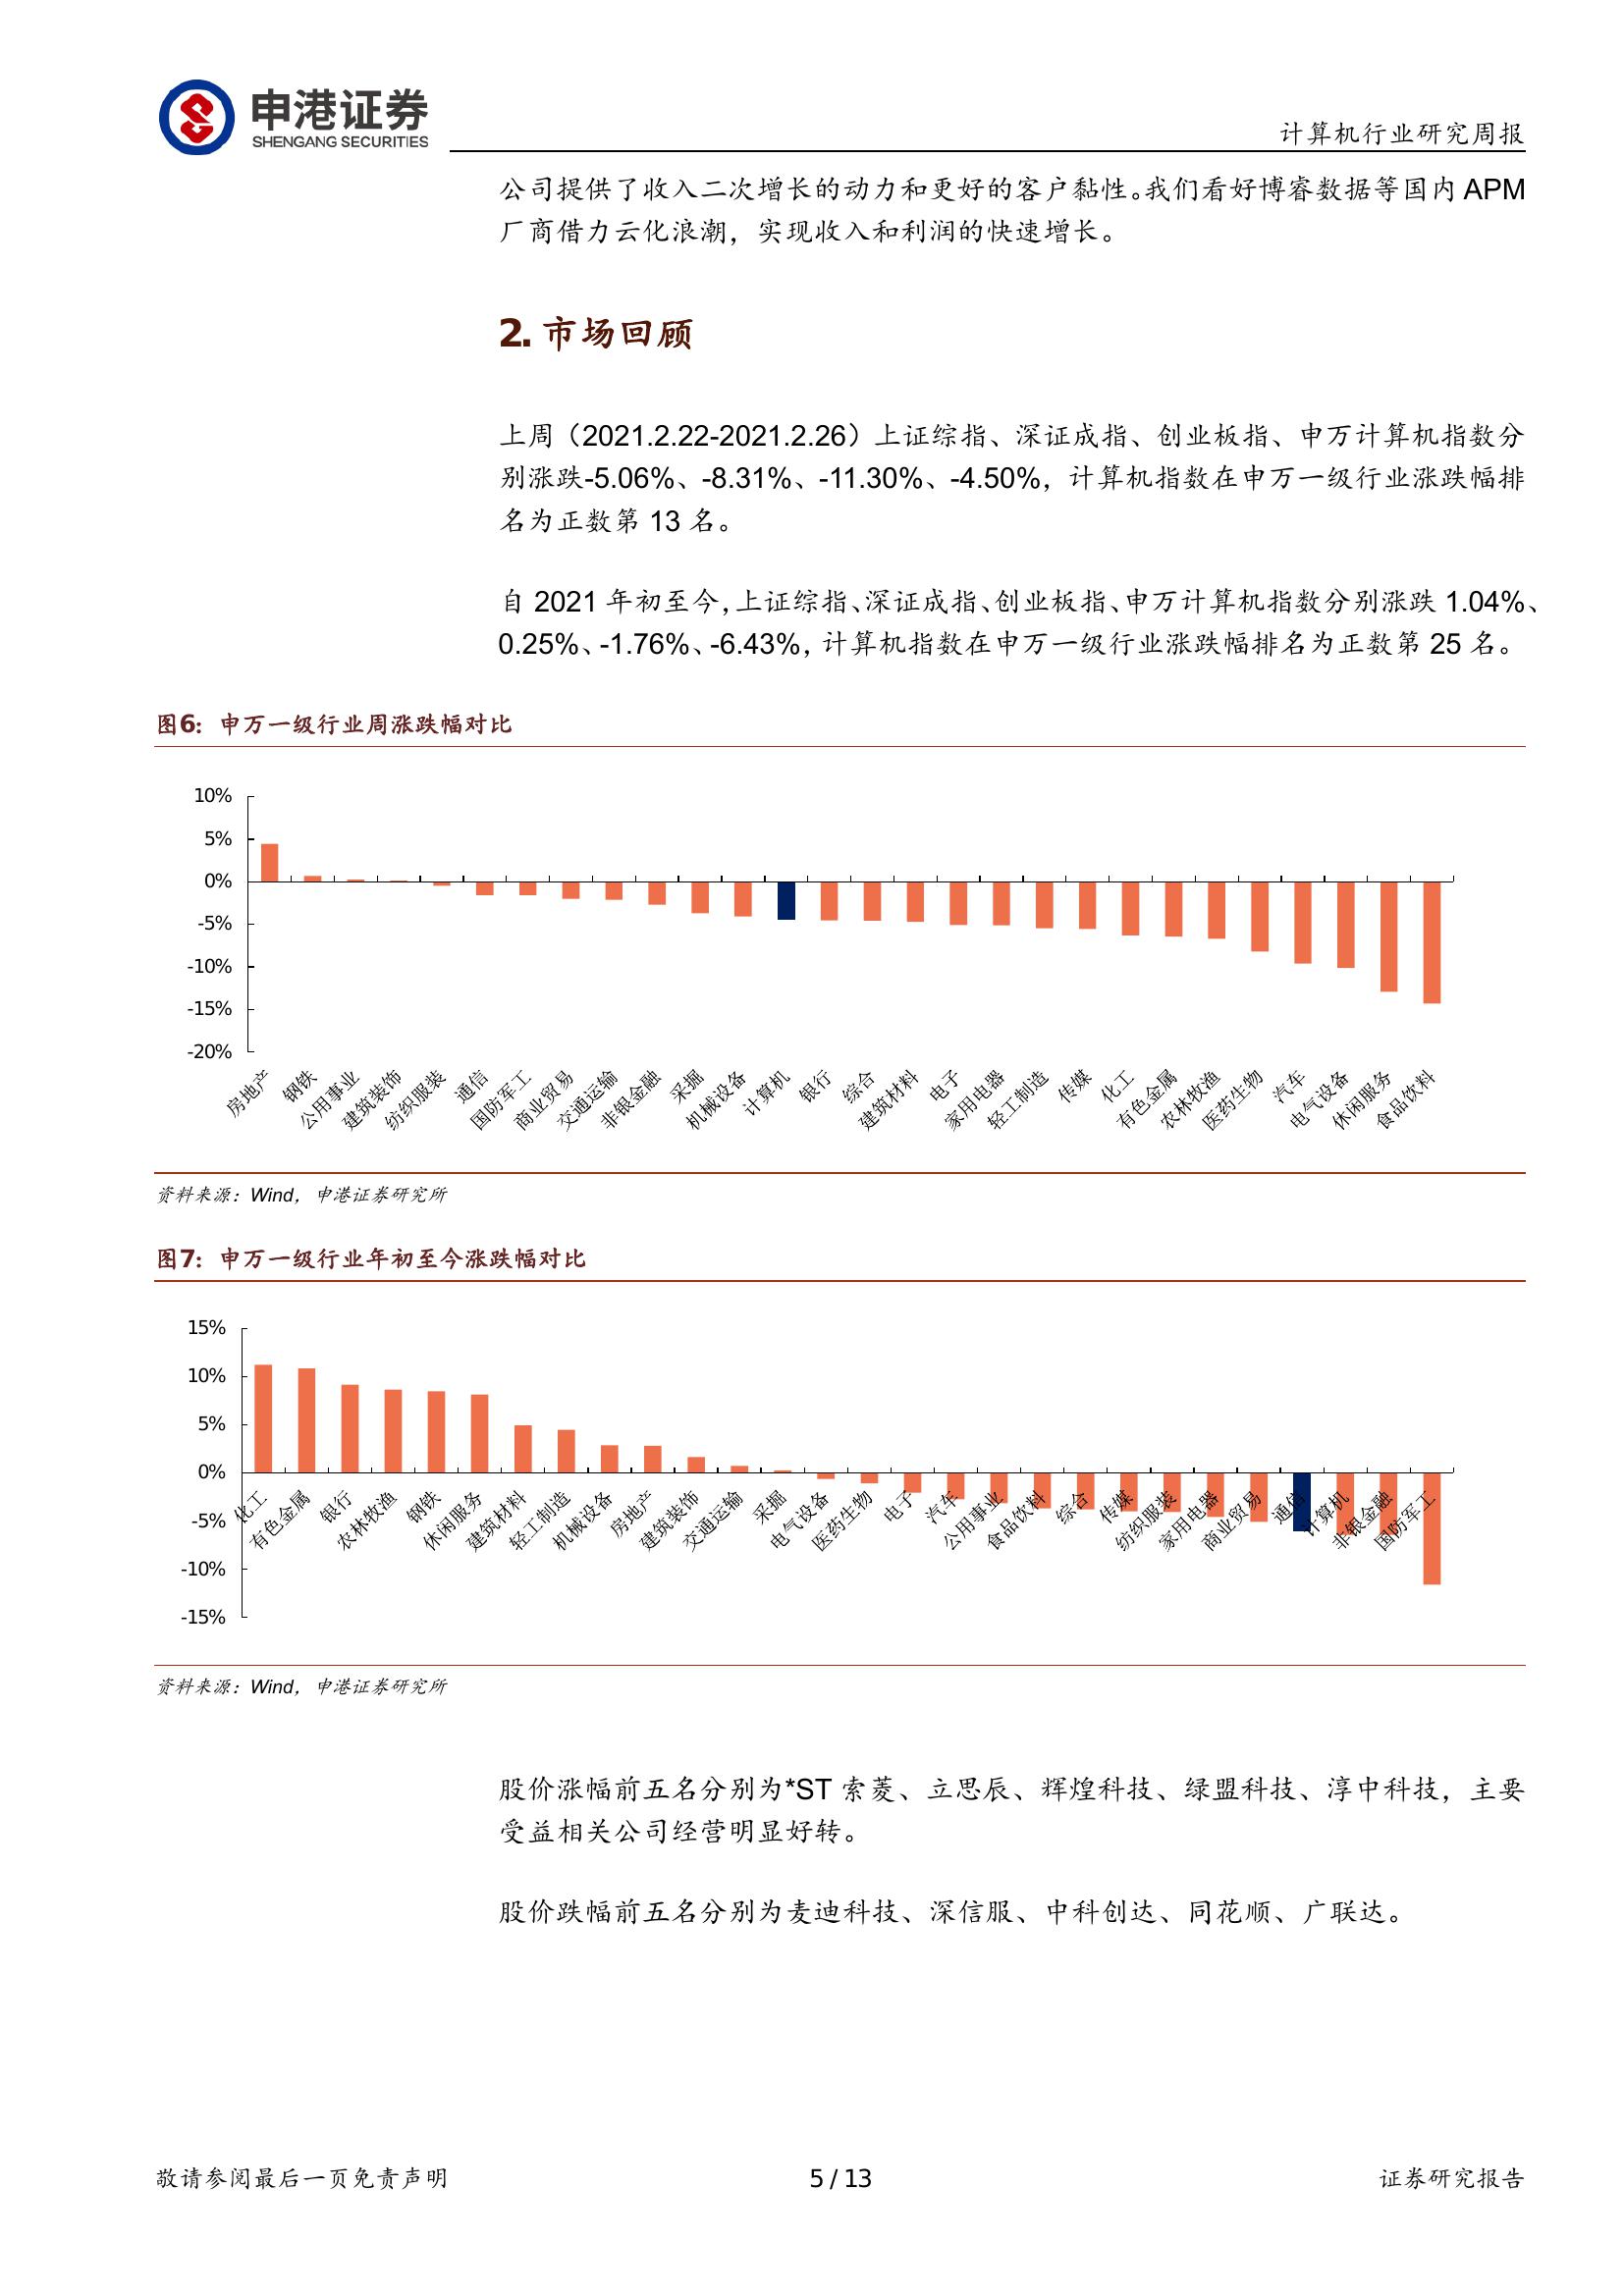 申港证券
SHENGANG SECURITIES
计算机行业研究周报
公司提供了收入二次增长的动力和更好的客户黏性。我们看好博睿数据等国内 APM
厂商借力云化浪潮，实现收入和利润的快速增长。
2. 市场回顾
上周（2021.2.22-2021.2.26）上证综指、深证成指、创业板指、申万计算机指数分
别涨跌-5.06%、-8.31%、-11.30%、-4.50%，计算机指数在申万一级行业涨跌幅排
名为正数第 13 名。
自 2021 年初至今，上证综指、深证成指、创业板指、申万计算机指数分别涨跌 1.04%、
0.25%、-1.76%、-6.43%，计算机指数在申万一级行业涨跌幅排名为正数第 25 名。
图6：申万一级行业周涨跌幅对比
10%
5%
0%
-5%
-10%
-15%
-20%
房地产
钢铁
公用事业
建筑装饰
纺织服装
通信
国防军工
商业贸易
交通运输
非银金融
采掘
机械设备
计算机
银行
综合
建筑材料
电子
家用电器
轻工制造
传媒
化工
有色金属
农林牧渔
医药生物
汽车
电气设备
休闲服务
食品饮料
资料来源：Wind，申港证券研究所
图7：申万一级行业年初至今涨跌幅对比
15%
10%
5%
0%
-5%
-10%
-15%
化工
有色金属
银行
农林牧渔
钢铁
休闲服务
建筑材料
轻工制造
机械设备
房地产
建筑装饰
交通运输
采掘
电气设备
医药生物
电子
汽车
公用事业
食品饮料
综合
传媒
纺织服装
家用电器
商业贸易
通信
计算机
非银金融
国防军工
资料来源：Wind，申港证券研究所
股价涨幅前五名分别为*ST 索菱、立思辰、辉煌科技、绿盟科技、淳中科技，主要
受益相关公司经营明显好转。
股价跌幅前五名分别为麦迪科技、深信服、中科创达、同花顺、广联达。
敬请参阅最后一页免责声明
5 / 13
证券研究报告